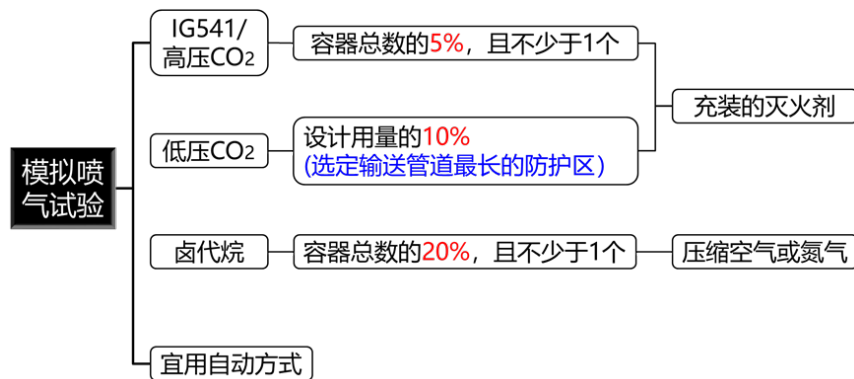 模拟喷
气试验
IG541/
高压CO₂
容器总数的5%，且不少于1个
充装的灭火剂
低压CO₂
设计用量的10%
(选定输送管道最长的防护区）
卤代烷
容器总数的20%，且不少于1个
压缩空气或氮气
宜用自动方式